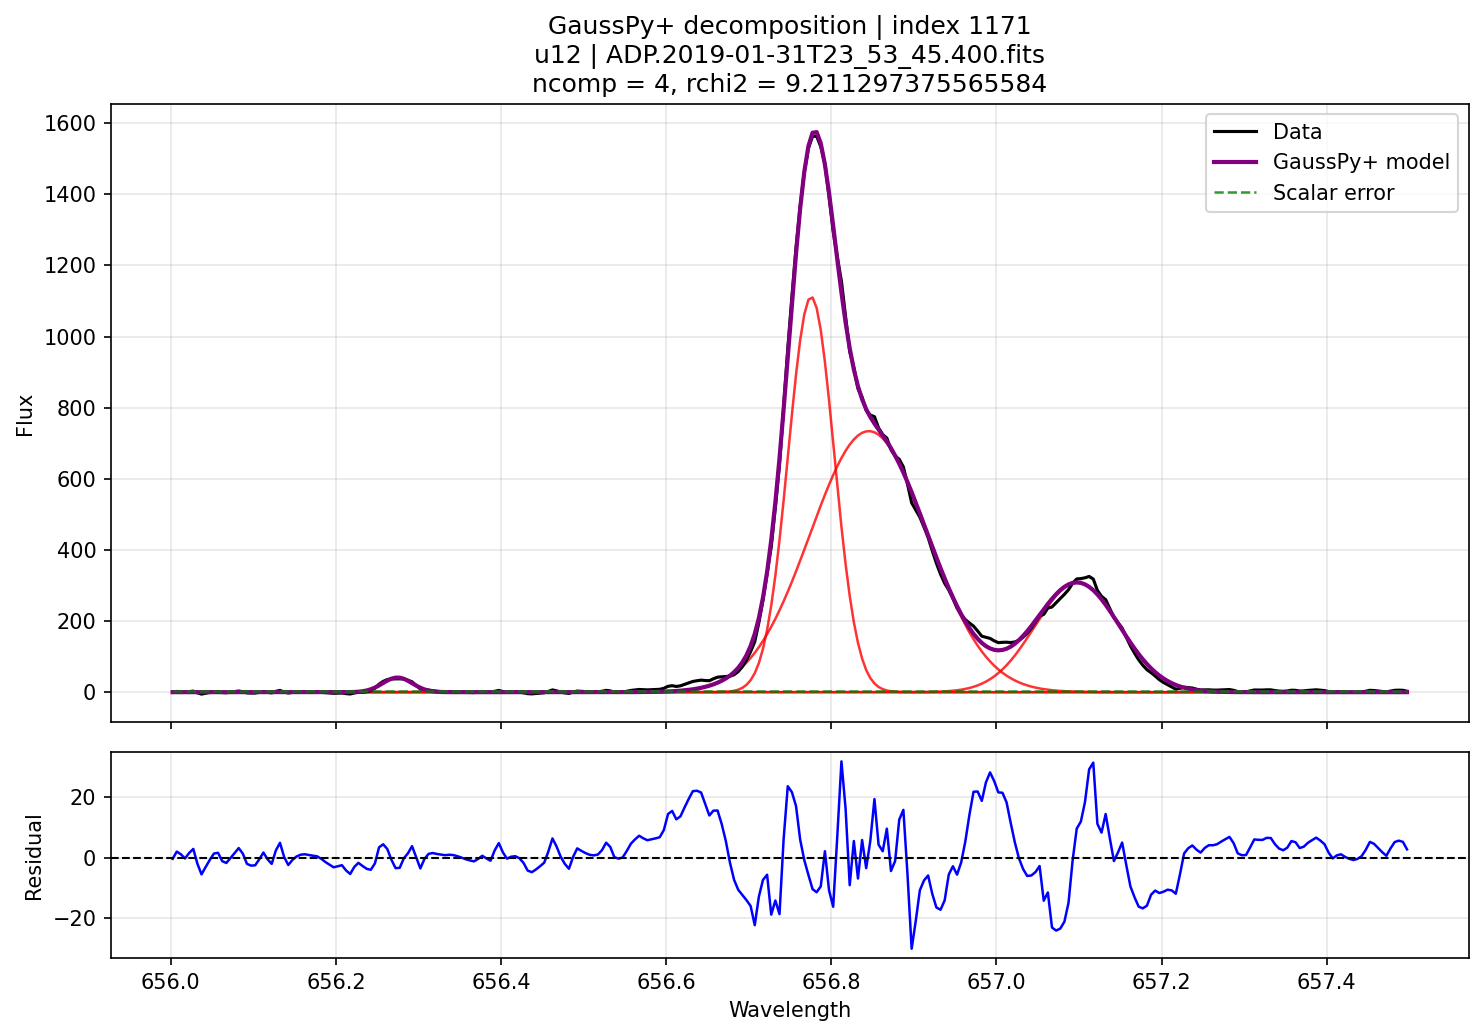 GaussPy+ decomposition | index 1171
u12 | ADP.2019-01-31T23_53_45.400.fits
ncomp = 4, rchi2 = 9.211297375565584
Data
GaussPy+ model
Scalar error
Flux
1600
1400
1200
1000
800
600
400
200
0
Residual
20
0
−20
656.0
656.2
656.4
656.6
656.8
657.0
657.2
657.4
Wavelength